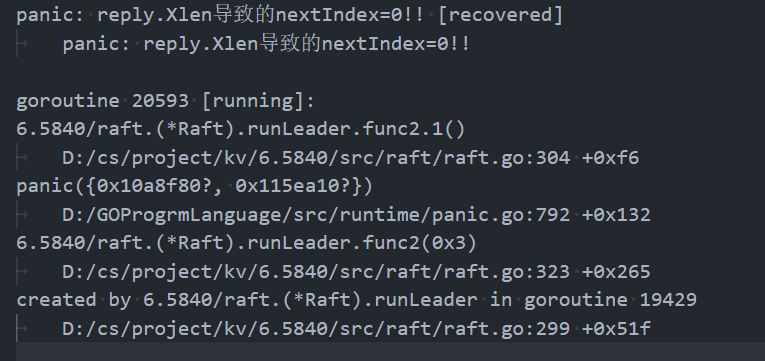 panic: reply.Xlen导致的nextIndex=0!! [recovered]
panic: reply.Xlen导致的nextIndex=0!!
goroutine 20593 [running]:
6.5840/raft.(*Raft).runLeader.func2.1()
D:/cs/project/kv/6.5840/src/raft/raft.go:304 +0xf6
panic({0x10a8f80?, 0x115ea10?})
D:/GOProgrmLanguage/src/runtime/panic.go:792 +0x132
6.5840/raft.(*Raft).runLeader.func2(0x3)
D:/cs/project/kv/6.5840/src/raft/raft.go:323 +0x265
created by 6.5840/raft.(*Raft).runLeader in goroutine 19429
D:/cs/project/kv/6.5840/src/raft/raft.go:299 +0x51f